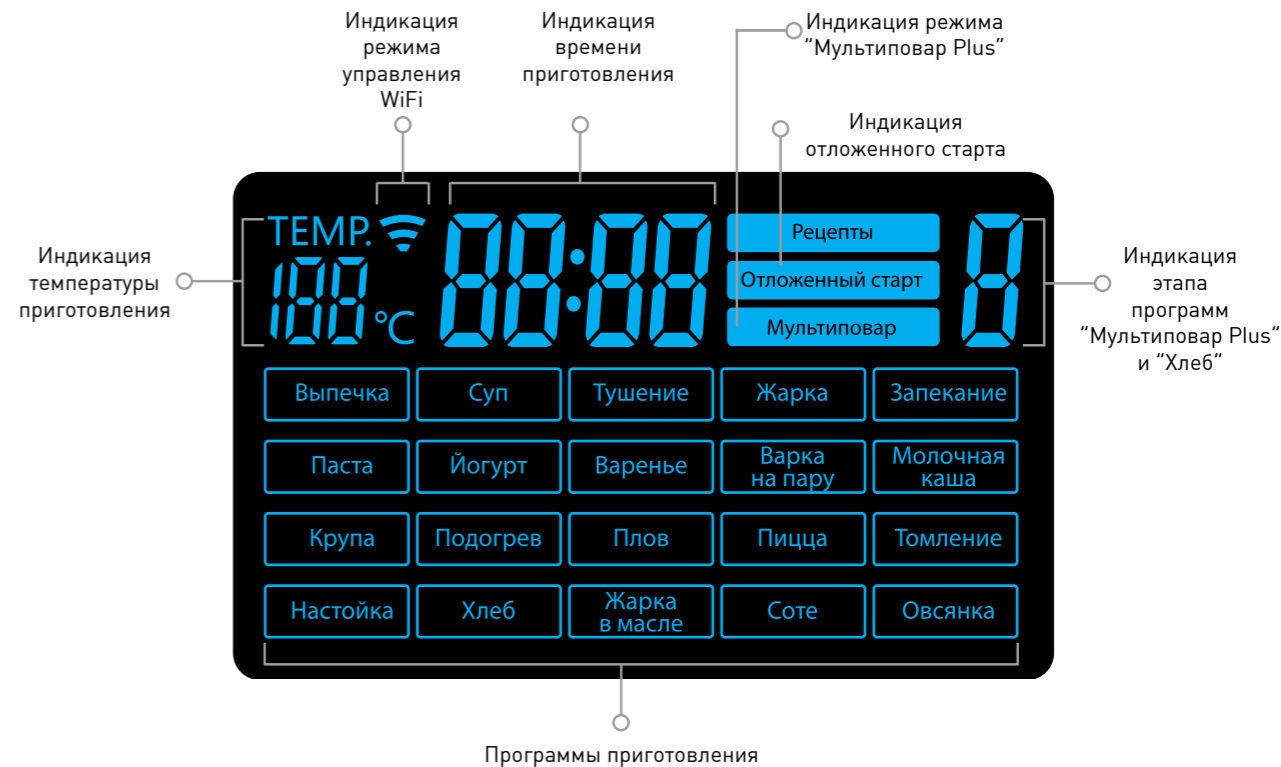 Индикация
режима
управления
WiFi
Индикация
времени
приготовления
Индикация режима
“Мультиповар Plus“
Индикация
отложенного старта
Индикация
температуры
приготовления
TEMP.
188
°C
88:88
Рецепты
Отложенный старт
Мультиповар
8
Индикация
этапа
программ
“Мультиповар Plus“
и “Хлеб“
Выпечка
Суп
Тушение
Жарка
Запекание
Паста
Йогурт
Варенье
Варка
на пару
Молочная
каша
Крупа
Подогрев
Плов
Пицца
Томление
Настойка
Хлеб
Жарка
в масле
Соте
Овсянка
Программы приготовления